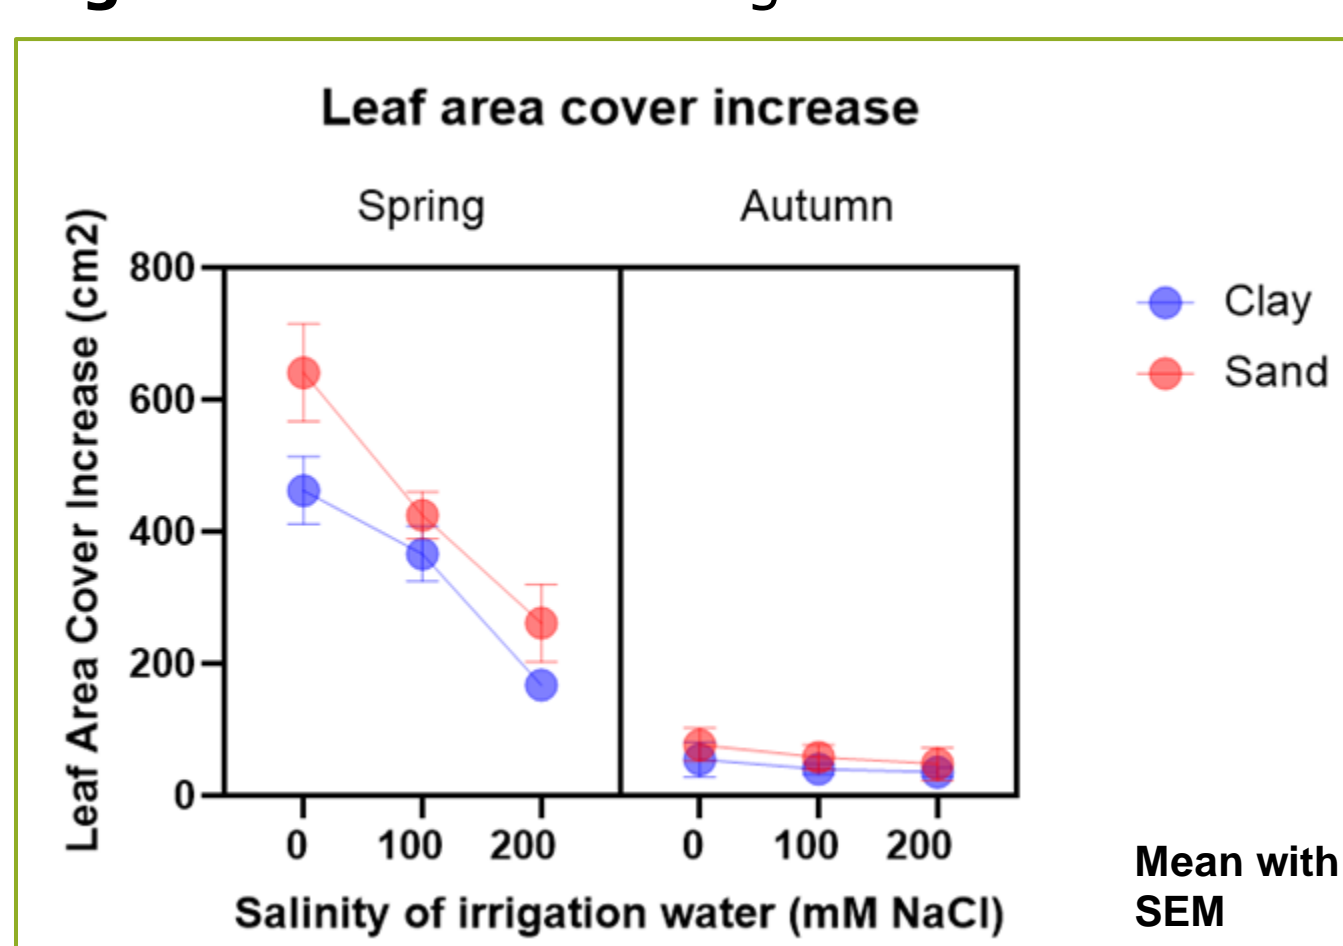 Leaf area cover increase
Spring
Autumn
Leaf Area Cover Increase (cm2)
800
600
400
200
0
0 100 200
0 100 200
Salinity of irrigation water (mM NaCl)
Clay
Sand
Mean with
SEM